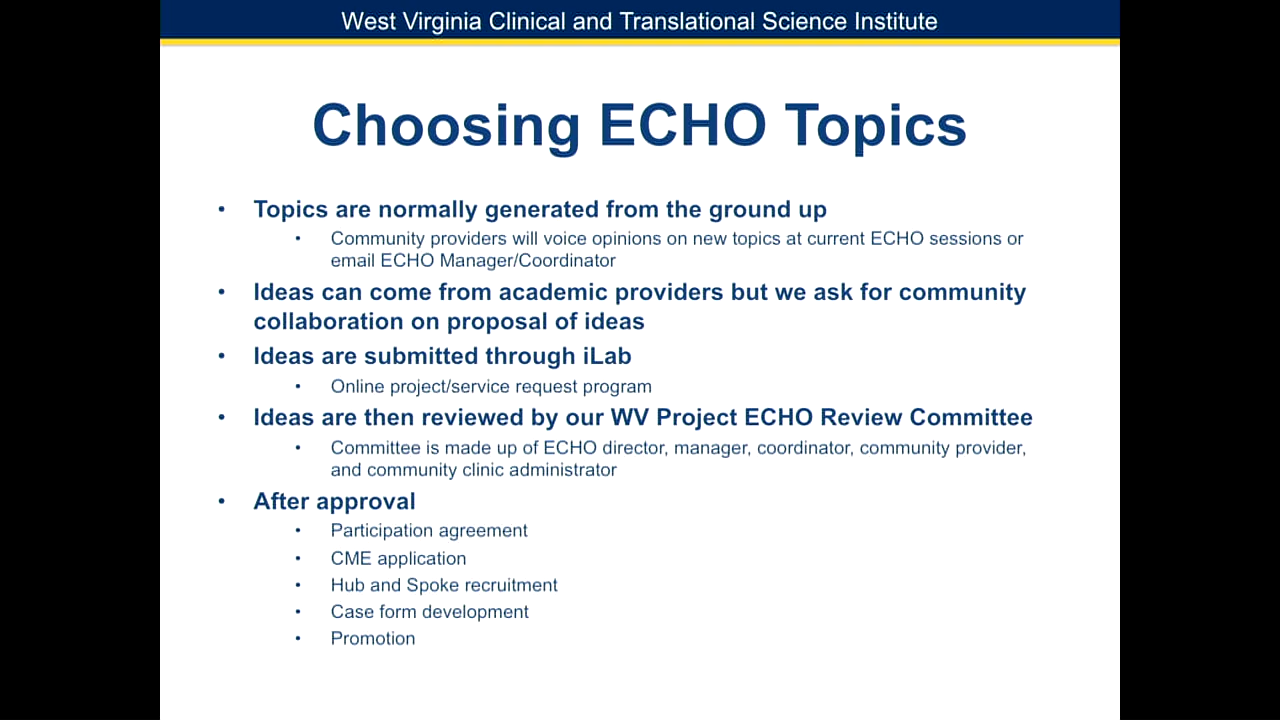 West Virginia Clinical and Translational Science Institute
Choosing ECHO Topics
• Topics are normally generated from the ground up
• Community providers will voice opinions on new topics at current ECHO sessions or
email ECHO Manager/Coordinator
• Ideas can come from academic providers but we ask for community
collaboration on proposal of ideas
• Ideas are submitted through iLab
• Online project/service request program
• Ideas are then reviewed by our WV Project ECHO Review Committee
• Committee is made up of ECHO director, manager, coordinator, community provider,
and community clinic administrator
• After approval
• Participation agreement
• CME application
• Hub and Spoke recruitment
• Case form development
• Promotion